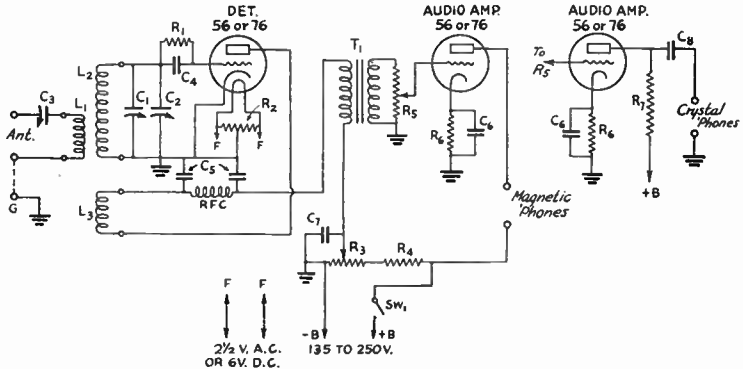 DET.
56 or 76
AUDIO AMP.
56 or 76
AUDIO AMP.
56 or 76
R1
C4
L2
C3
L1
C1
C2
Ant.
R2
F
F
G
C5
RFC
L3
T1
R5
R6
C6
To R5
C6
R6
R7
C8
Crystal 'Phones
+B
Magnetic 'Phones
C7
R3
R4
SW1
F
F
2½ V. A.C.
OR 6V. D.C.
-B
+B
135 TO 250V.